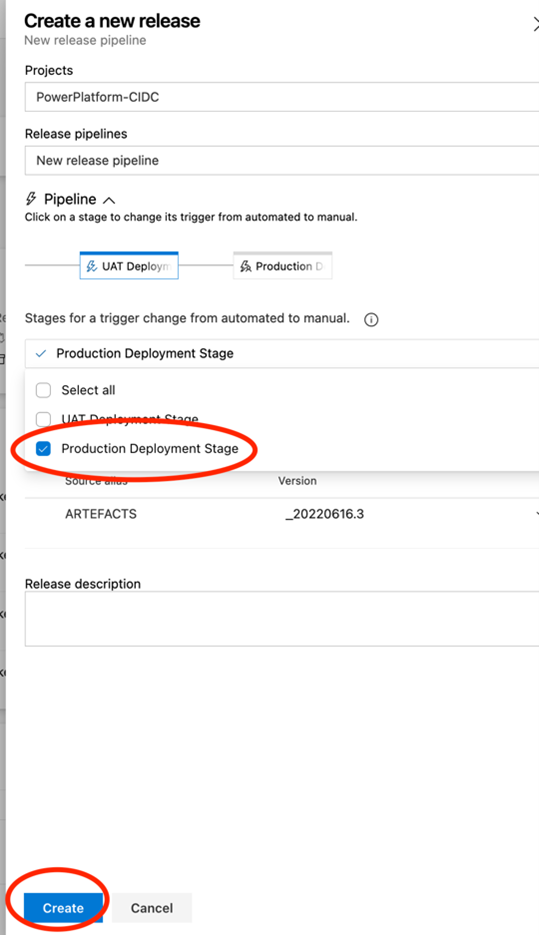 Create a new release
New release pipeline
Projects
PowerPlatform-CIDC
Release pipelines
New release pipeline
Pipeline
Click on a stage to change its trigger from automated to manual.
UAT Deploym
Production D
Stages for a trigger change from automated to manual.
Production Deployment Stage
Select all
UAT Deployment Stage
Production Deployment Stage
Source alias Version
ARTEFACTS _20220616.3
Release description
Create Cancel